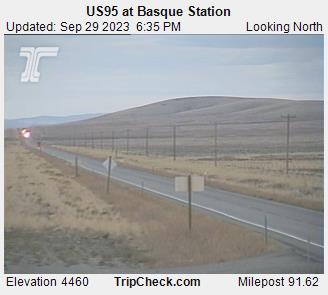 US95 at Basque Station
Updated: Sep 29 2023 6:35 PM Looking North
Elevation 4460 TripCheck.com Milepost 91.62